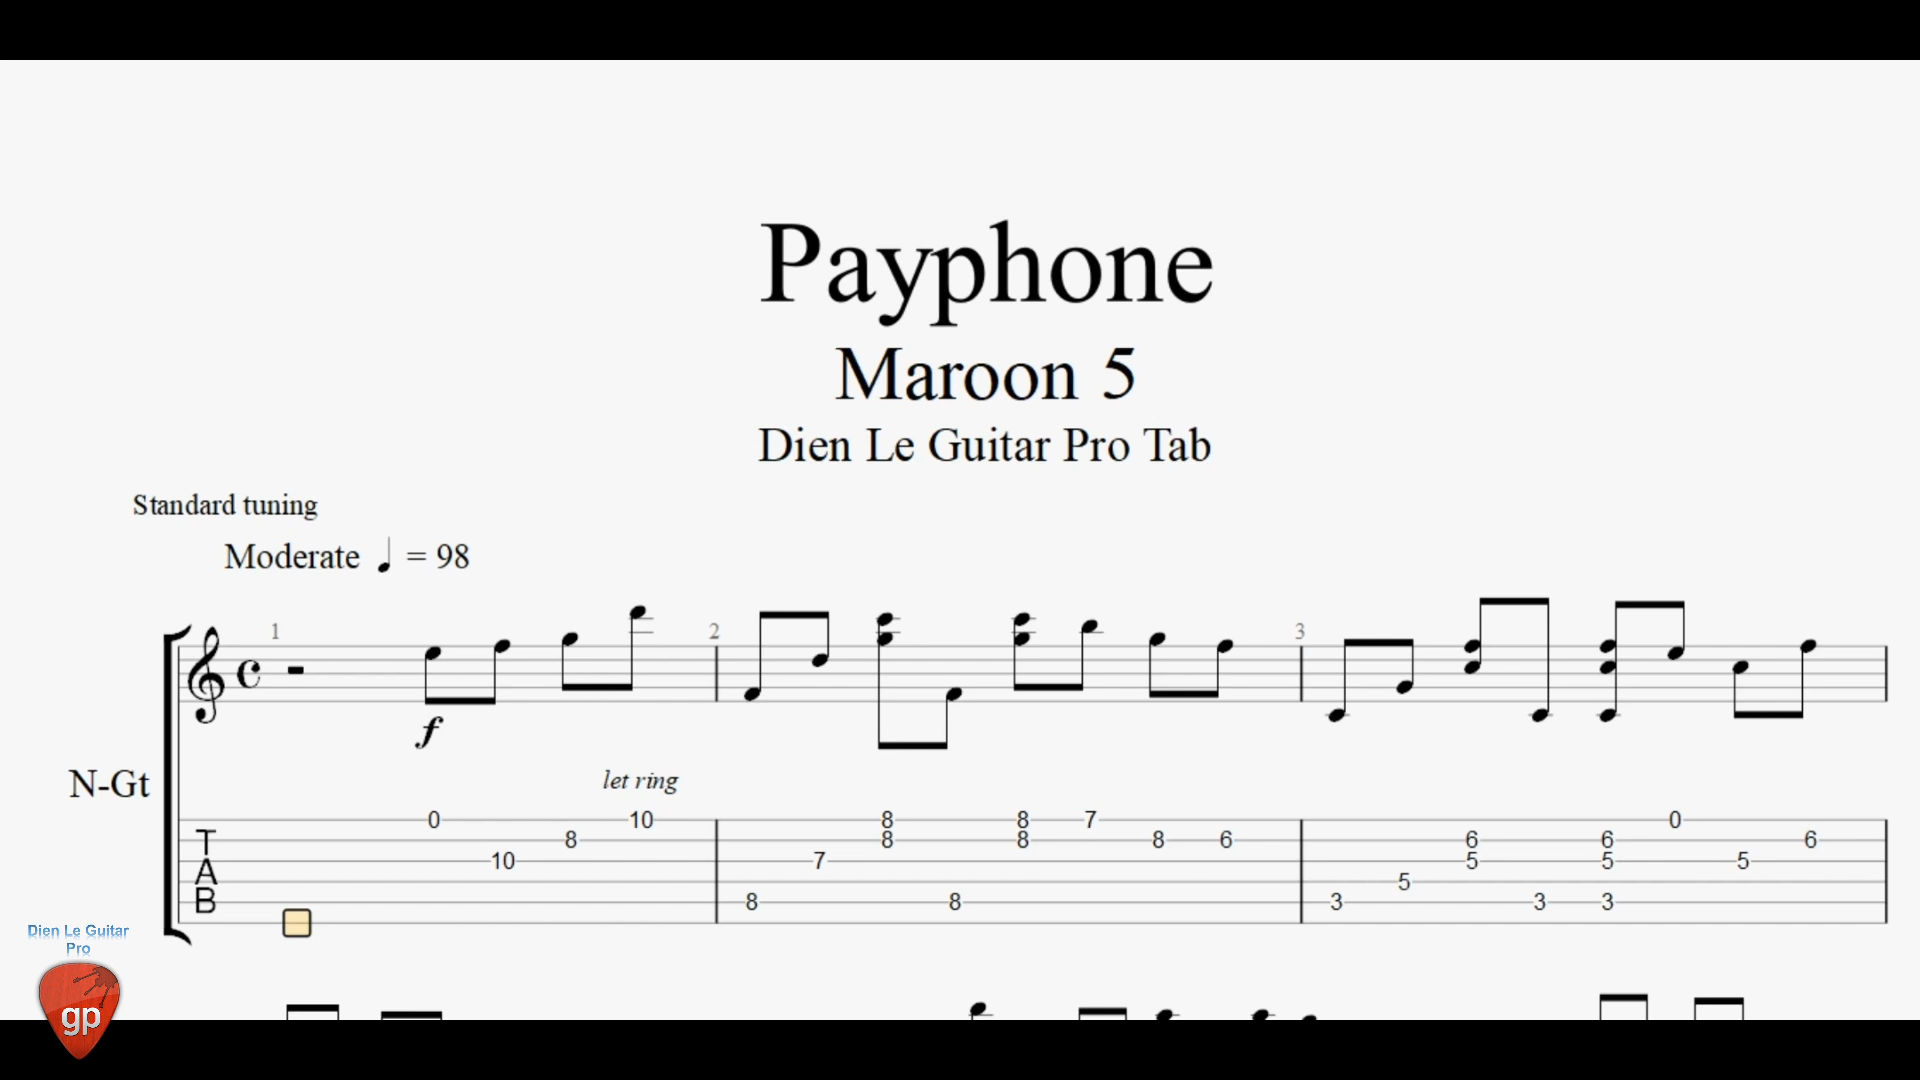 Payphone
Maroon 5
Dien Le Guitar Pro Tab
Standard tuning
Moderate ♩ = 98
1 2 3
f
N-Gt
let ring
0 10 8 8 7 0
8 8 8 8 6 6 6 6
10 7 5 5 5
5
8 8 3 3 3
T
A
B
Dien Le Guitar
Pro
gp